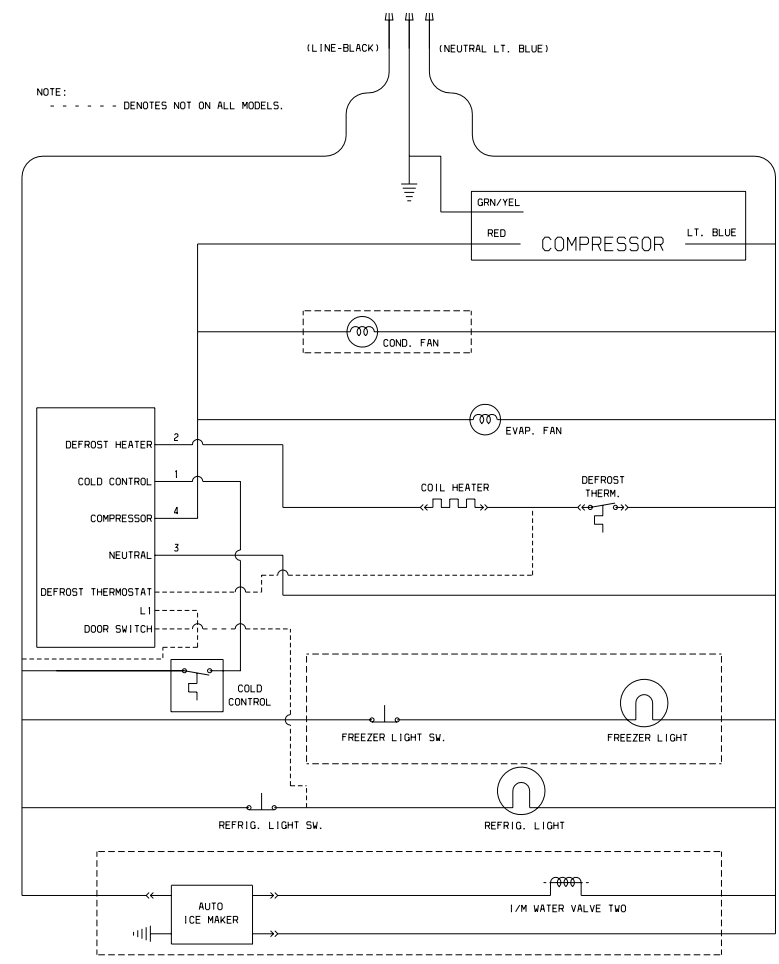 (LINE-BLACK)
(NEUTRAL LT. BLUE)
NOTE:
- - - - - - DENOTES NOT ON ALL MODELS.
GRN/YEL
RED
COMPRESSOR
LT. BLUE
COND. FAN
EVAP. FAN
DEFROST HEATER
2
COLD CONTROL
1
COMPRESSOR
4
NEUTRAL
3
DEFROST THERMOSTAT
L1
DOOR SWITCH
COIL HEATER
DEFROST
THERM.
COLD
CONTROL
FREEZER LIGHT SW.
FREEZER LIGHT
REFRIG. LIGHT SW.
REFRIG. LIGHT
AUTO
ICE MAKER
I/M WATER VALVE TWO